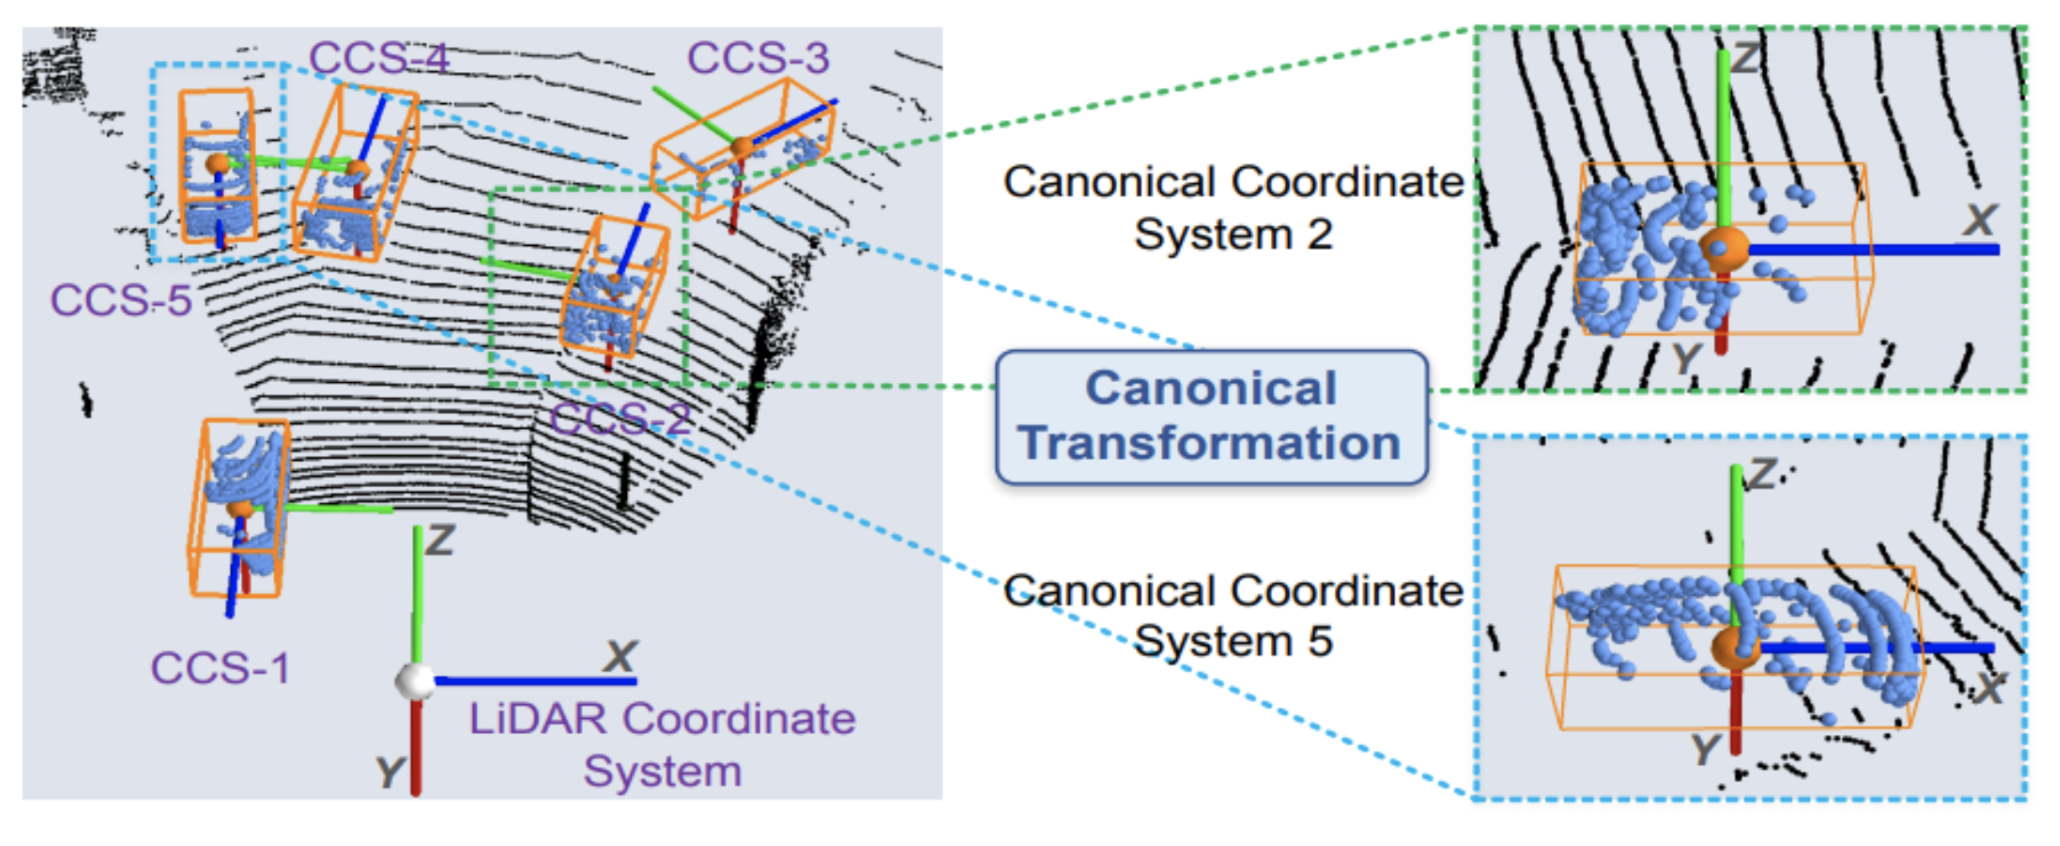 CCS-4
CCS-3
CCS-5
CCS-2
CCS-1
Z
X
Y
LiDAR Coordinate
System
Canonical Coordinate
System 2
Canonical
Transformation
Canonical Coordinate
System 5
Z
X
Y
Z
X
Y